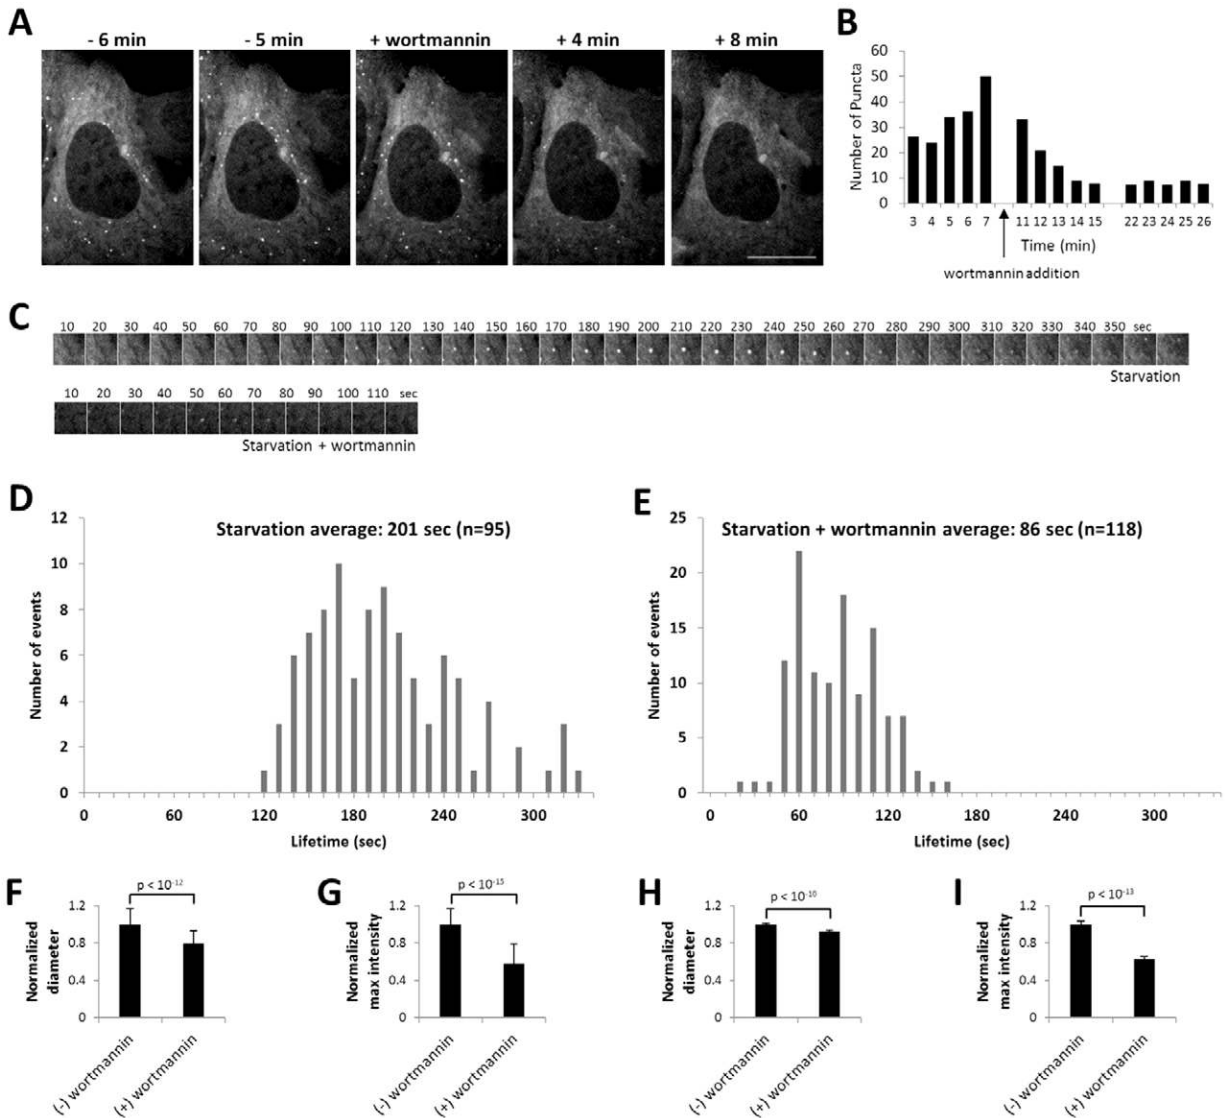 A
- 6 min
- 5 min
+ wortmannin
+ 4 min
+ 8 min
B
Number of Puncta
60
50
40
30
20
10
0
3 4 5 6 7 11 12 13 14 15 22 23 24 25 26
Time (min)
wortmannin addition
C
10 20 30 40 50 60 70 80 90 100 110 120 130 140 150 160 170 180 190 200 210 220 230 240 250 260 270 280 290 300 310 320 330 340 350 sec
Starvation
10 20 30 40 50 60 70 80 90 100 110 sec
Starvation + wortmannin
D
Starvation average: 201 sec (n=95)
Number of events
12
10
8
6
4
2
0
0 60 120 180 240 300
Lifetime (sec)
E
Starvation + wortmannin average: 86 sec (n=118)
Number of events
25
20
15
10
5
0
0 60 120 180 240 300
Lifetime (sec)
F
p < 10⁻¹²
Normalized
diameter
1.2
0.8
0.4
0
(-) wortmannin
(+) wortmannin
G
p < 10⁻¹⁵
Normalized
max intensity
1.2
0.8
0.4
0
(-) wortmannin
(+) wortmannin
H
p < 10⁻¹⁰
Normalized
diameter
1.2
0.8
0.4
0
(-) wortmannin
(+) wortmannin
I
p < 10⁻¹³
Normalized
max intensity
1.2
0.8
0.4
0
(-) wortmannin
(+) wortmannin